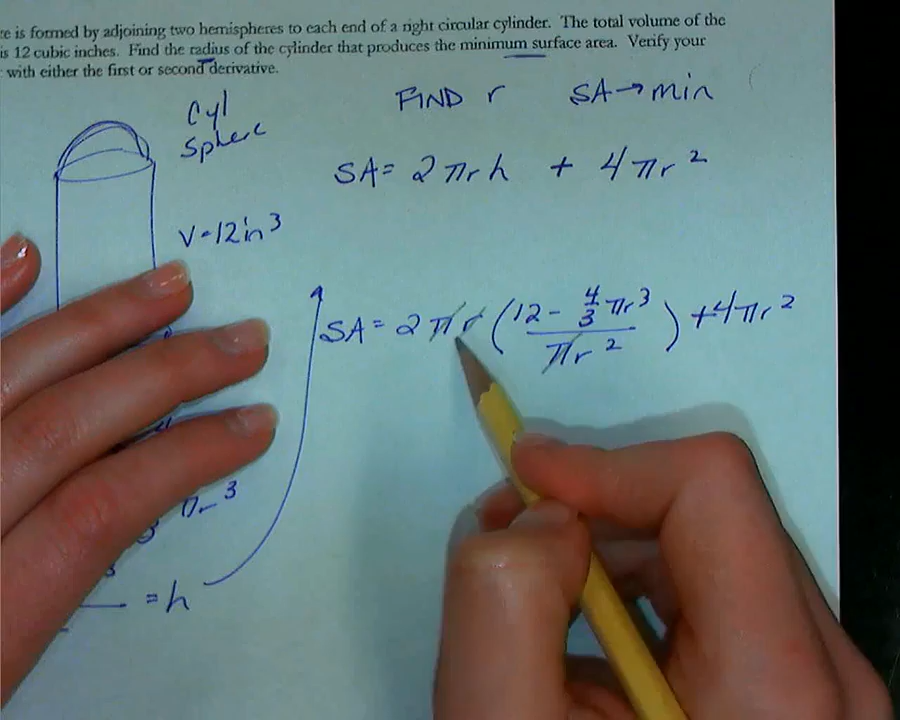 is formed by adjoining two hemispheres to each end of a right circular cylinder. The total volume of the
is 12 cubic inches. Find the radius of the cylinder that produces the minimum surface area. Verify your
with either the first or second derivative.
Cyl
Sphere
FIND r SA→min
SA= 2πrh + 4πr²
V=12in³
SA= 2πr (12- 4/3 πr³ / πr²) +4πr²
=h